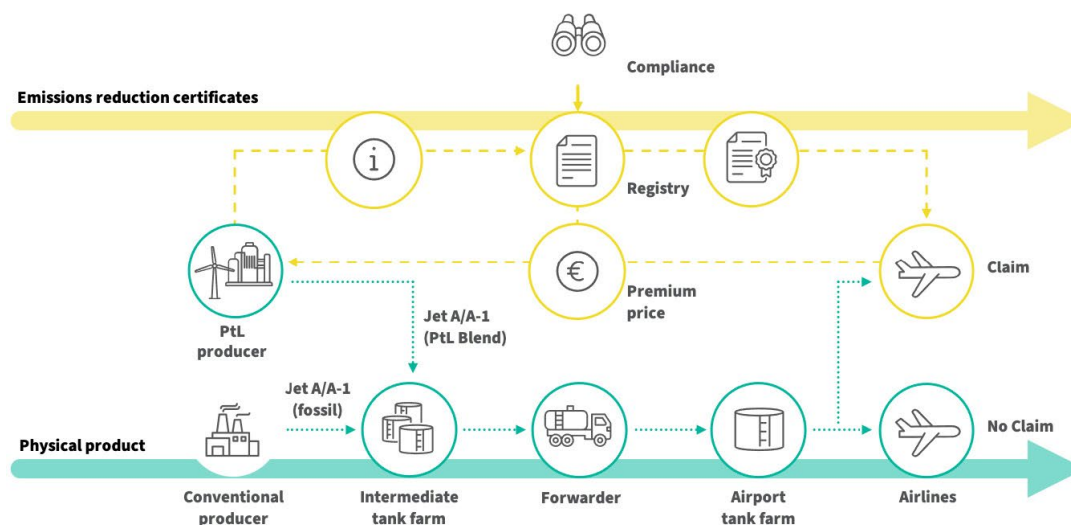 Compliance
Emissions reduction certificates
i
Registry
€
Claim
Premium
price
PtL
producer
Jet A/A-1
(PtL Blend)
Jet A/A-1
(fossil)
No Claim
Physical product
Conventional
producer
Intermediate
tank farm
Forwarder
Airport
tank farm
Airlines